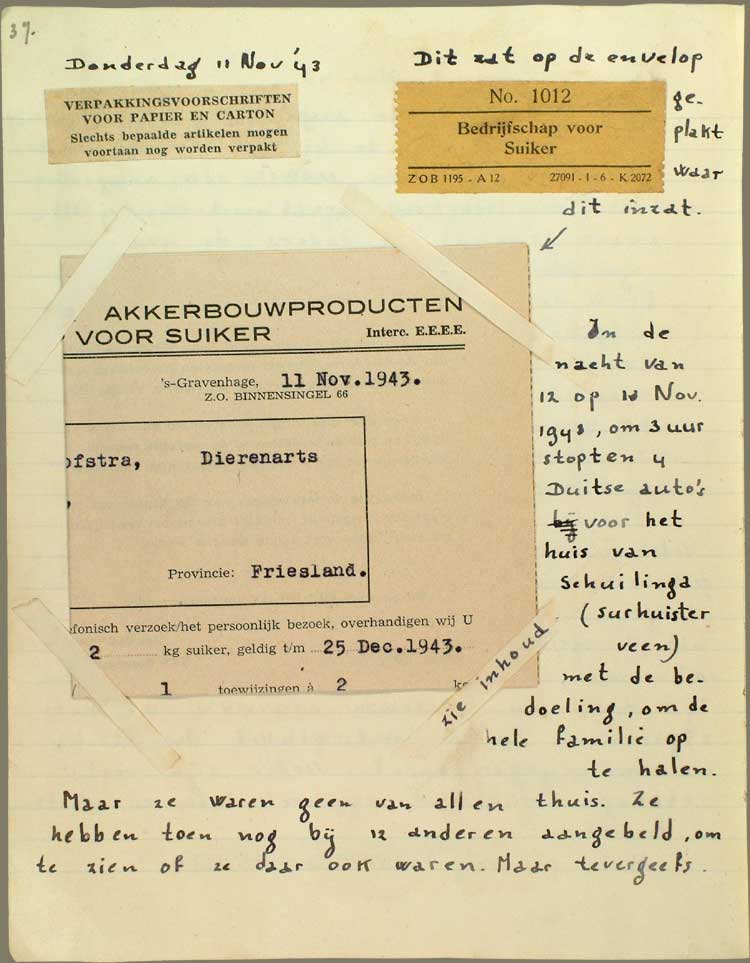 37.
Donderdag 11 Nov '43
VERPAKKINGSVOORSCHRIFTEN
VOOR PAPIER EN CARTON
Slechts bepaalde artikelen mogen
voortaan nog worden verpakt
Dit zat op de envelop
ge-
plakt
waar
dit inzat.
No. 1012
Bedrijfschap voor
Suiker
ZOB 1195 - A 12 27091 - I - 6 - K 2072
AKKERBOUWPRODUCTEN
VOOR SUIKER Interc. E.E.E.E.
's-Gravenhage, 11 Nov. 1943.
Z.O. BINNENSINGEL 66
ofstra, Dierenarts
,
Provincie: Friesland.
efonisch verzoek/het persoonlijk bezoek, overhandigen wij U
2 kg suiker, geldig t/m 25 Dec. 1943.
1 toewijzingen à 2 kg
zie inhoud
In de
nacht van
12 op Nov.
1943, om 3 uur
stopten 4
Duitse auto's
bij voor het
huis van
Schuilinga
(surhuister
veen)
met de be-
doeling, om de
hele familie op
te halen.
Maar ze waren geen van allen thuis. Ze
hebben toen nog bij 12 anderen aangebeld, om
te zien of ze daar ook waren. Maar tevergeefs.